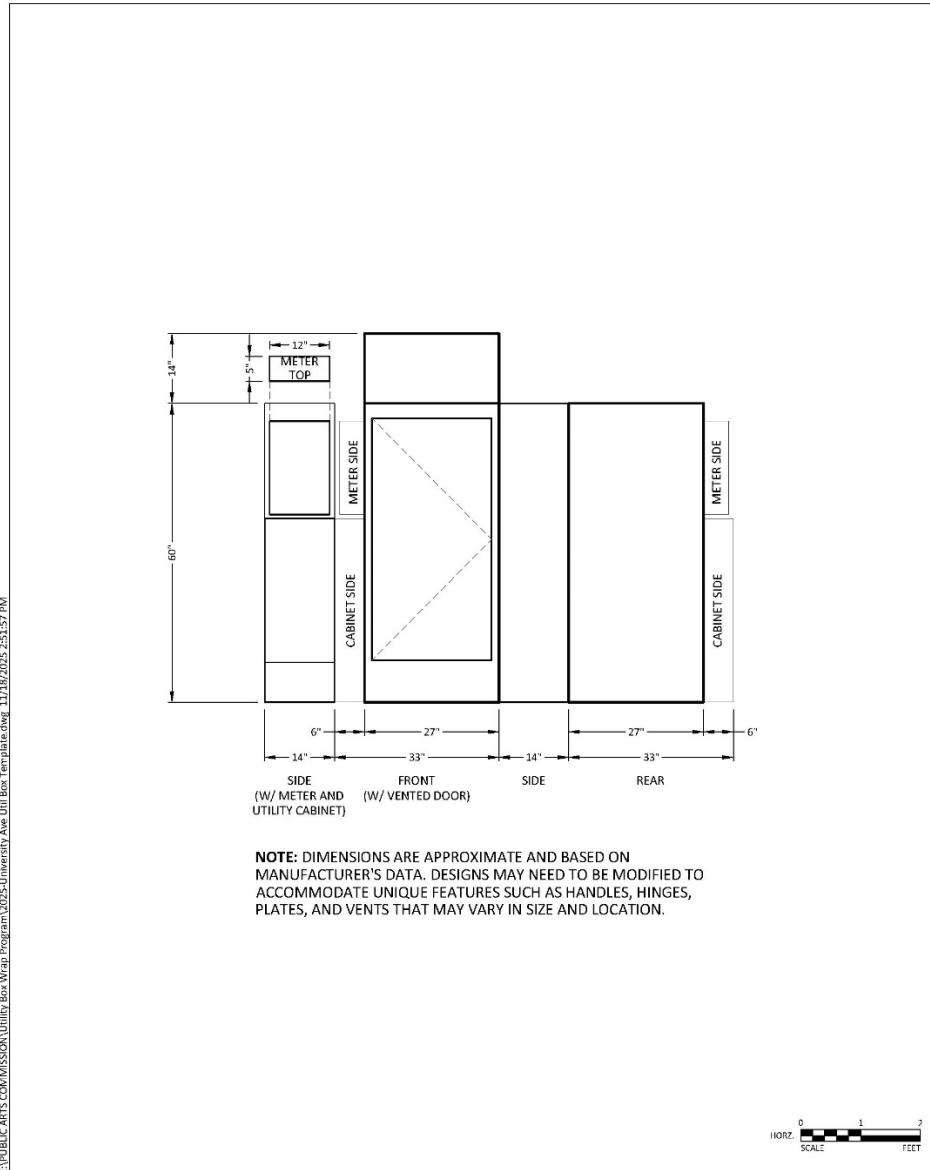 12"
METER
TOP
14"
5"
60"
METER SIDE
CABINET SIDE
METER SIDE
CABINET SIDE
6"
27"
27"
6"
14"
33"
14"
33"
SIDE
(W/ METER AND
UTILITY CABINET)
FRONT
(W/ VENTED DOOR)
SIDE
REAR
NOTE: DIMENSIONS ARE APPROXIMATE AND BASED ON
MANUFACTURER'S DATA. DESIGNS MAY NEED TO BE MODIFIED TO
ACCOMMODATE UNIQUE FEATURES SUCH AS HANDLES, HINGES,
PLATES, AND VENTS THAT MAY VARY IN SIZE AND LOCATION.
:\PUBLIC ARTS COMMISSION\Utility Box Wrap Program\2025-University Ave Util Box Template.dwg 11/18/2025 2:51:57 PM
0 1 2
HORZ.
SCALE FEET